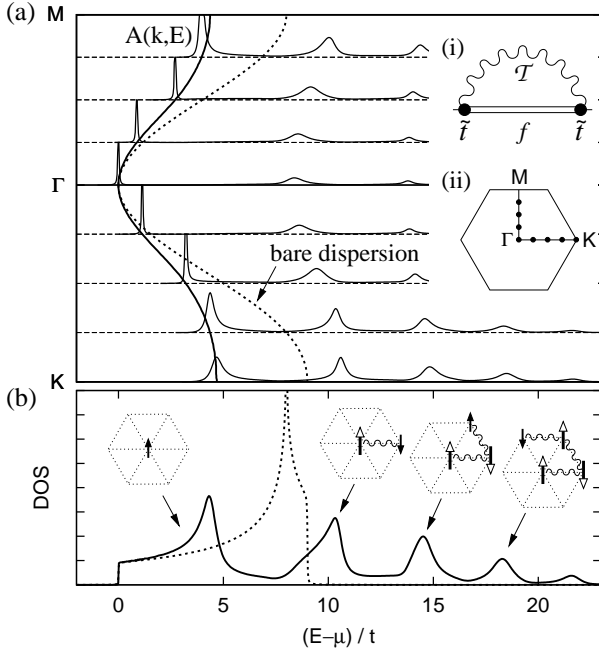 (a)
M
A(k,E)
(i)
𝒯
t̃
f
t̃
(ii)
M
Γ
K
Γ
bare dispersion
K
(b)
DOS
0
5
10
15
20
(E−μ) / t